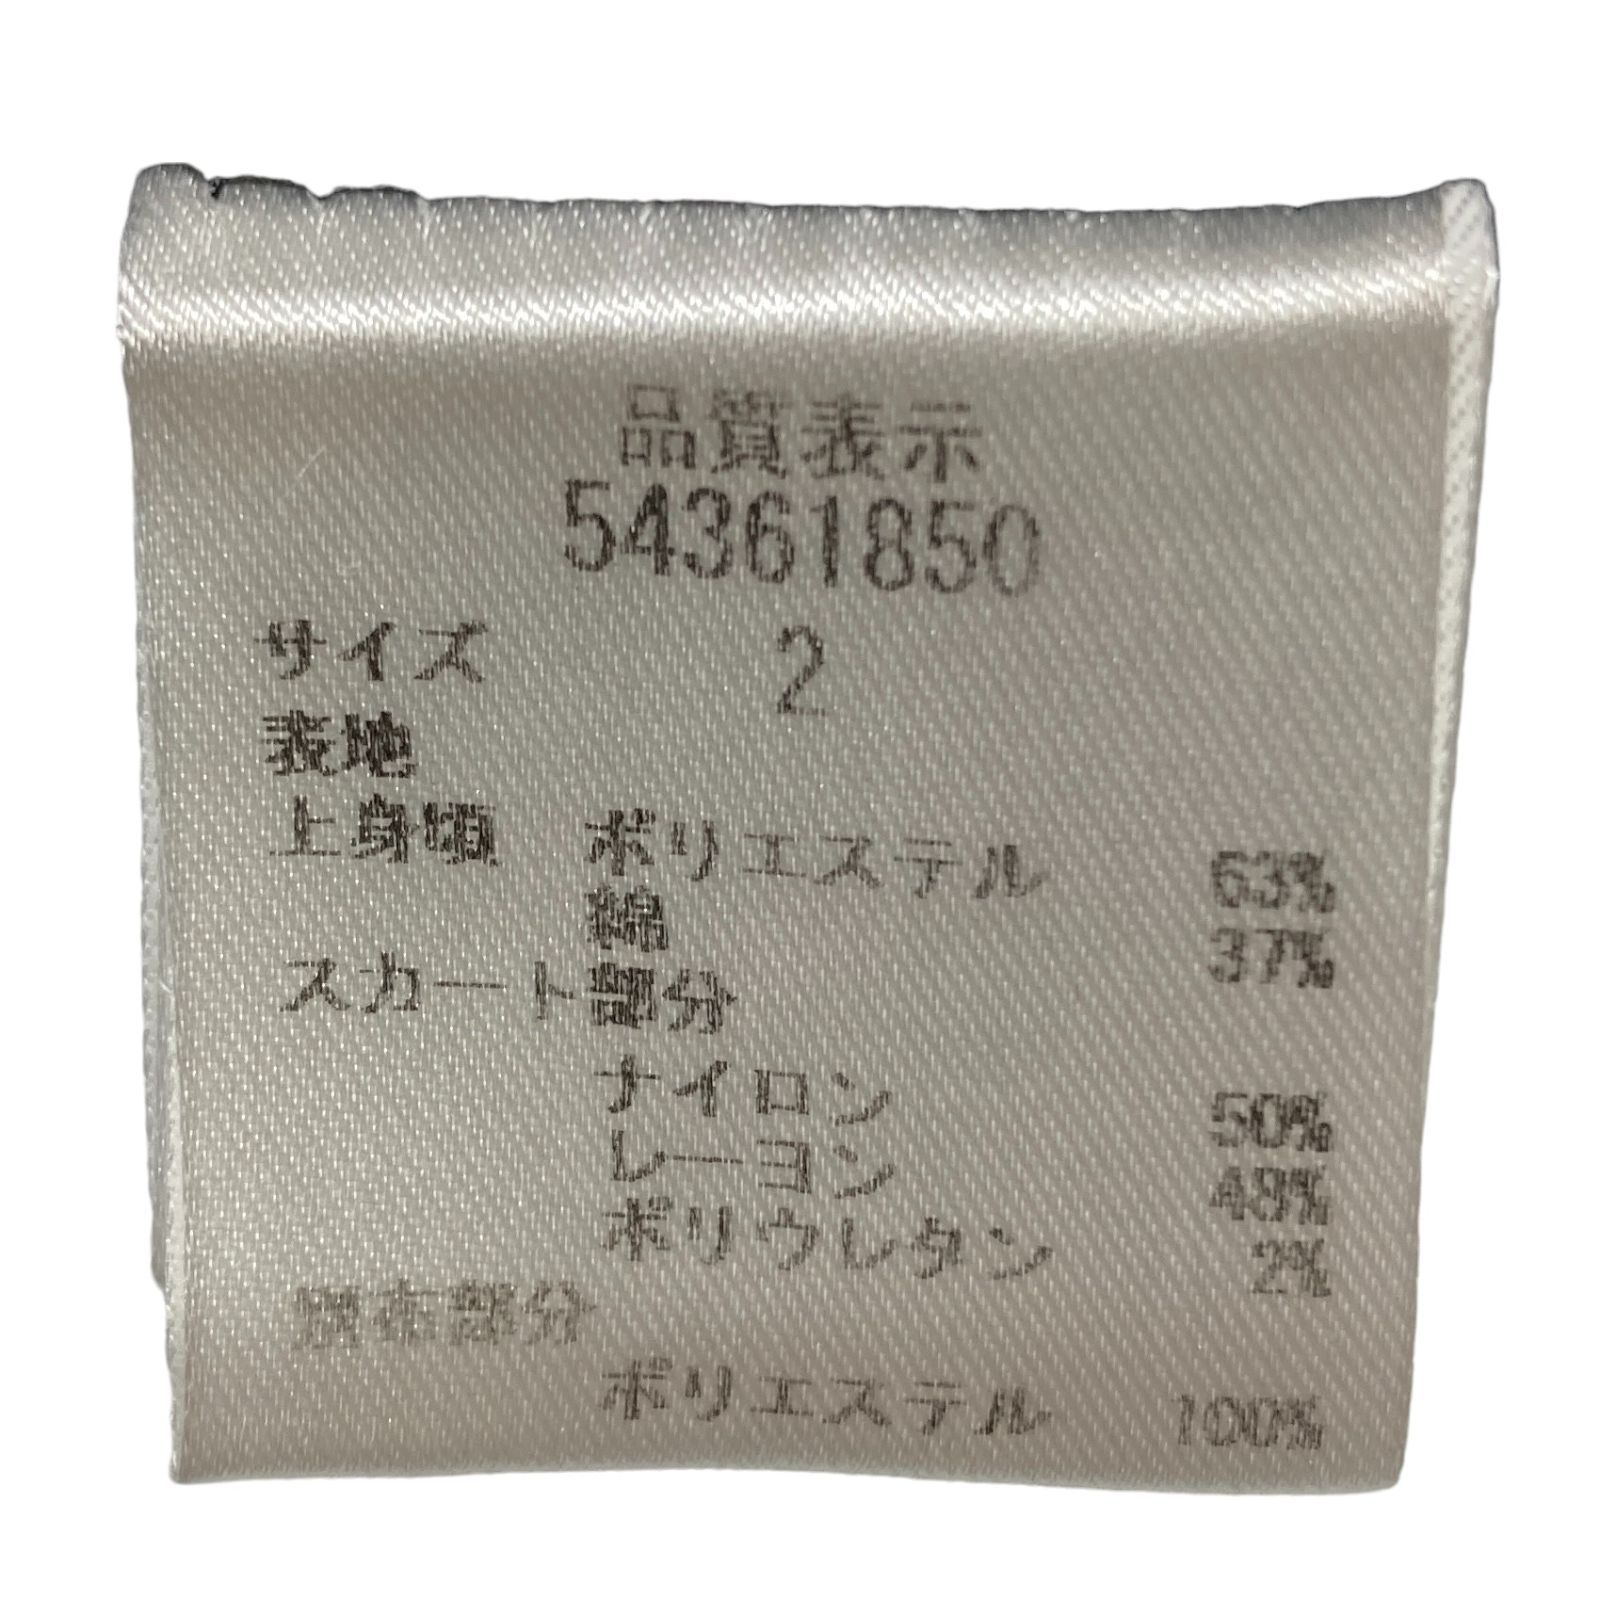 品質表示
54361850
サイズ 2
表地
上身頃 ポリエステル 63%
綿 37%
スカート部分
ナイロン 50%
レーヨン 48%
ポリウレタン 2%
別布部分
ポリエステル 100%